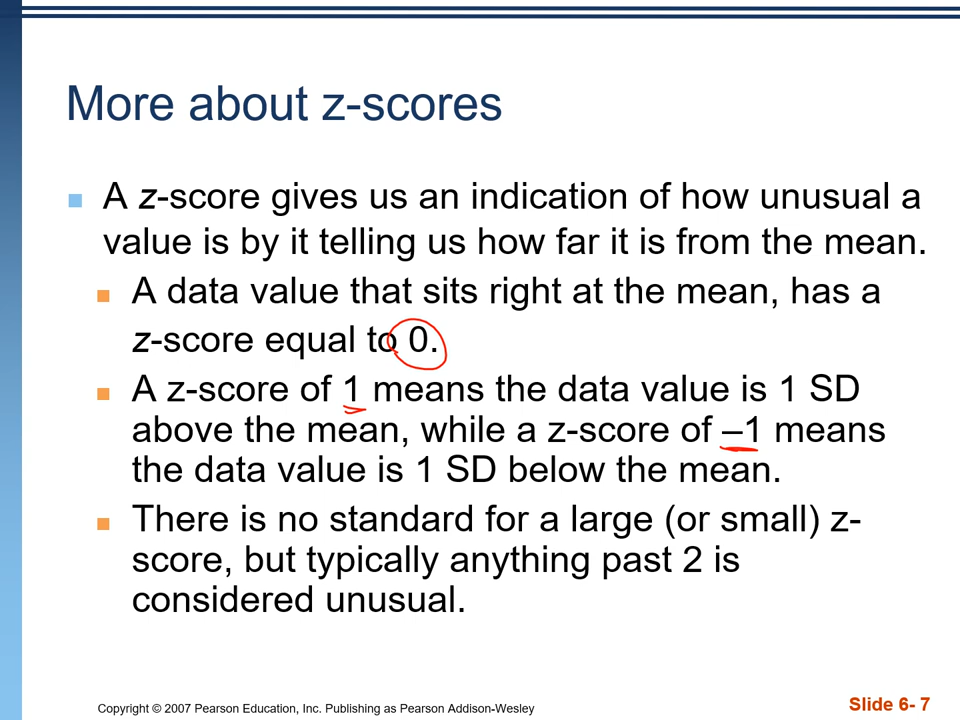 More about z-scores
A z-score gives us an indication of how unusual a
value is by it telling us how far it is from the mean.
A data value that sits right at the mean, has a
z-score equal to 0.
A z-score of 1 means the data value is 1 SD
above the mean, while a z-score of –1 means
the data value is 1 SD below the mean.
There is no standard for a large (or small) z-
score, but typically anything past 2 is
considered unusual.
Copyright © 2007 Pearson Education, Inc. Publishing as Pearson Addison-Wesley
Slide 6- 7